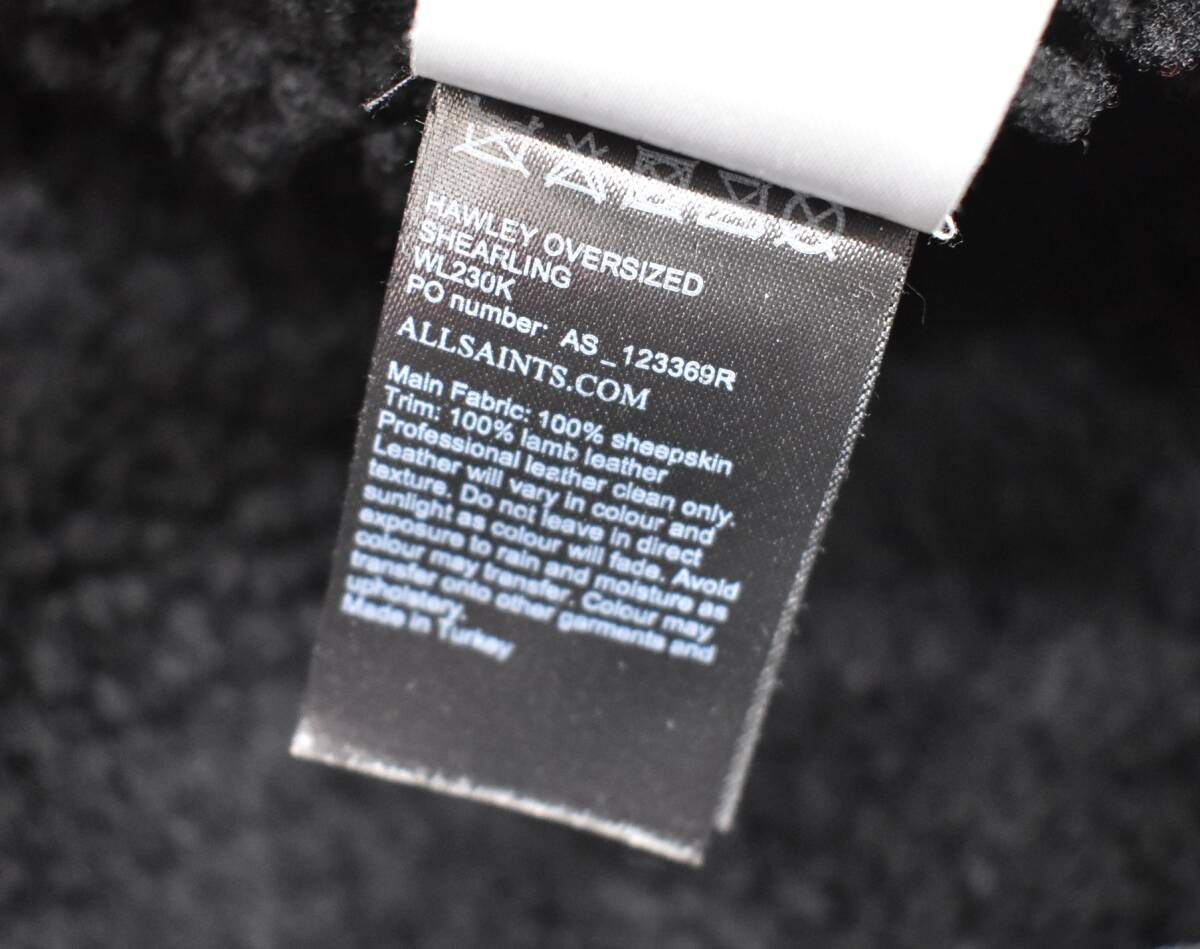 HAWLEY OVERSIZED
SHEARLING
WL230K
PO number: AS_123369R
ALLSAINTS.COM
Main Fabric: 100% sheepskin
Trim: 100% lamb leather
Professional leather clean only.
Leather will vary in colour and
texture. Do not leave in direct
sunlight as colour will fade. Avoid
exposure to rain and moisture as
colour may transfer. Colour may
transfer onto other garments and
upholstery.
Made in Turkey